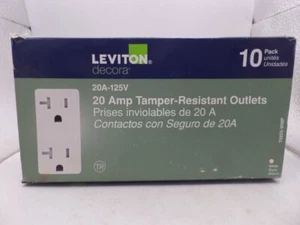 LEVITON
decora
10 Pack
unités
Unidades
20A-125V
20 Amp Tamper-Resistant Outlets
Prises inviolables de 20 A
Contactos con Seguro de 20A
TR